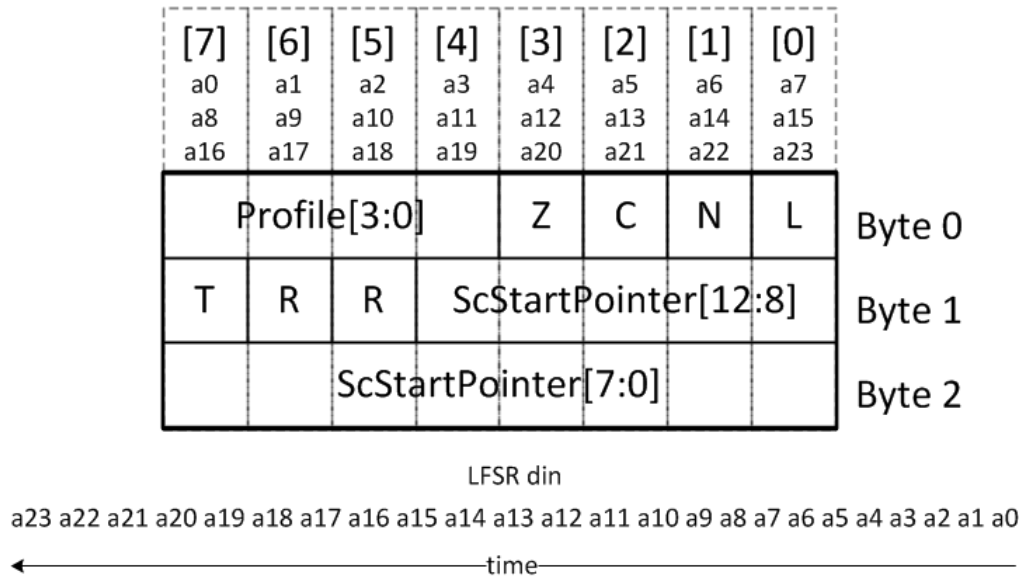 [7] [6] [5] [4] [3] [2] [1] [0]
a0 a1 a2 a3 a4 a5 a6 a7
a8 a9 a10 a11 a12 a13 a14 a15
a16 a17 a18 a19 a20 a21 a22 a23
Profile[3:0] Z C N L Byte 0
T R R ScStartPointer[12:8] Byte 1
ScStartPointer[7:0] Byte 2
LFSR din
a23 a22 a21 a20 a19 a18 a17 a16 a15 a14 a13 a12 a11 a10 a9 a8 a7 a6 a5 a4 a3 a2 a1 a0
time